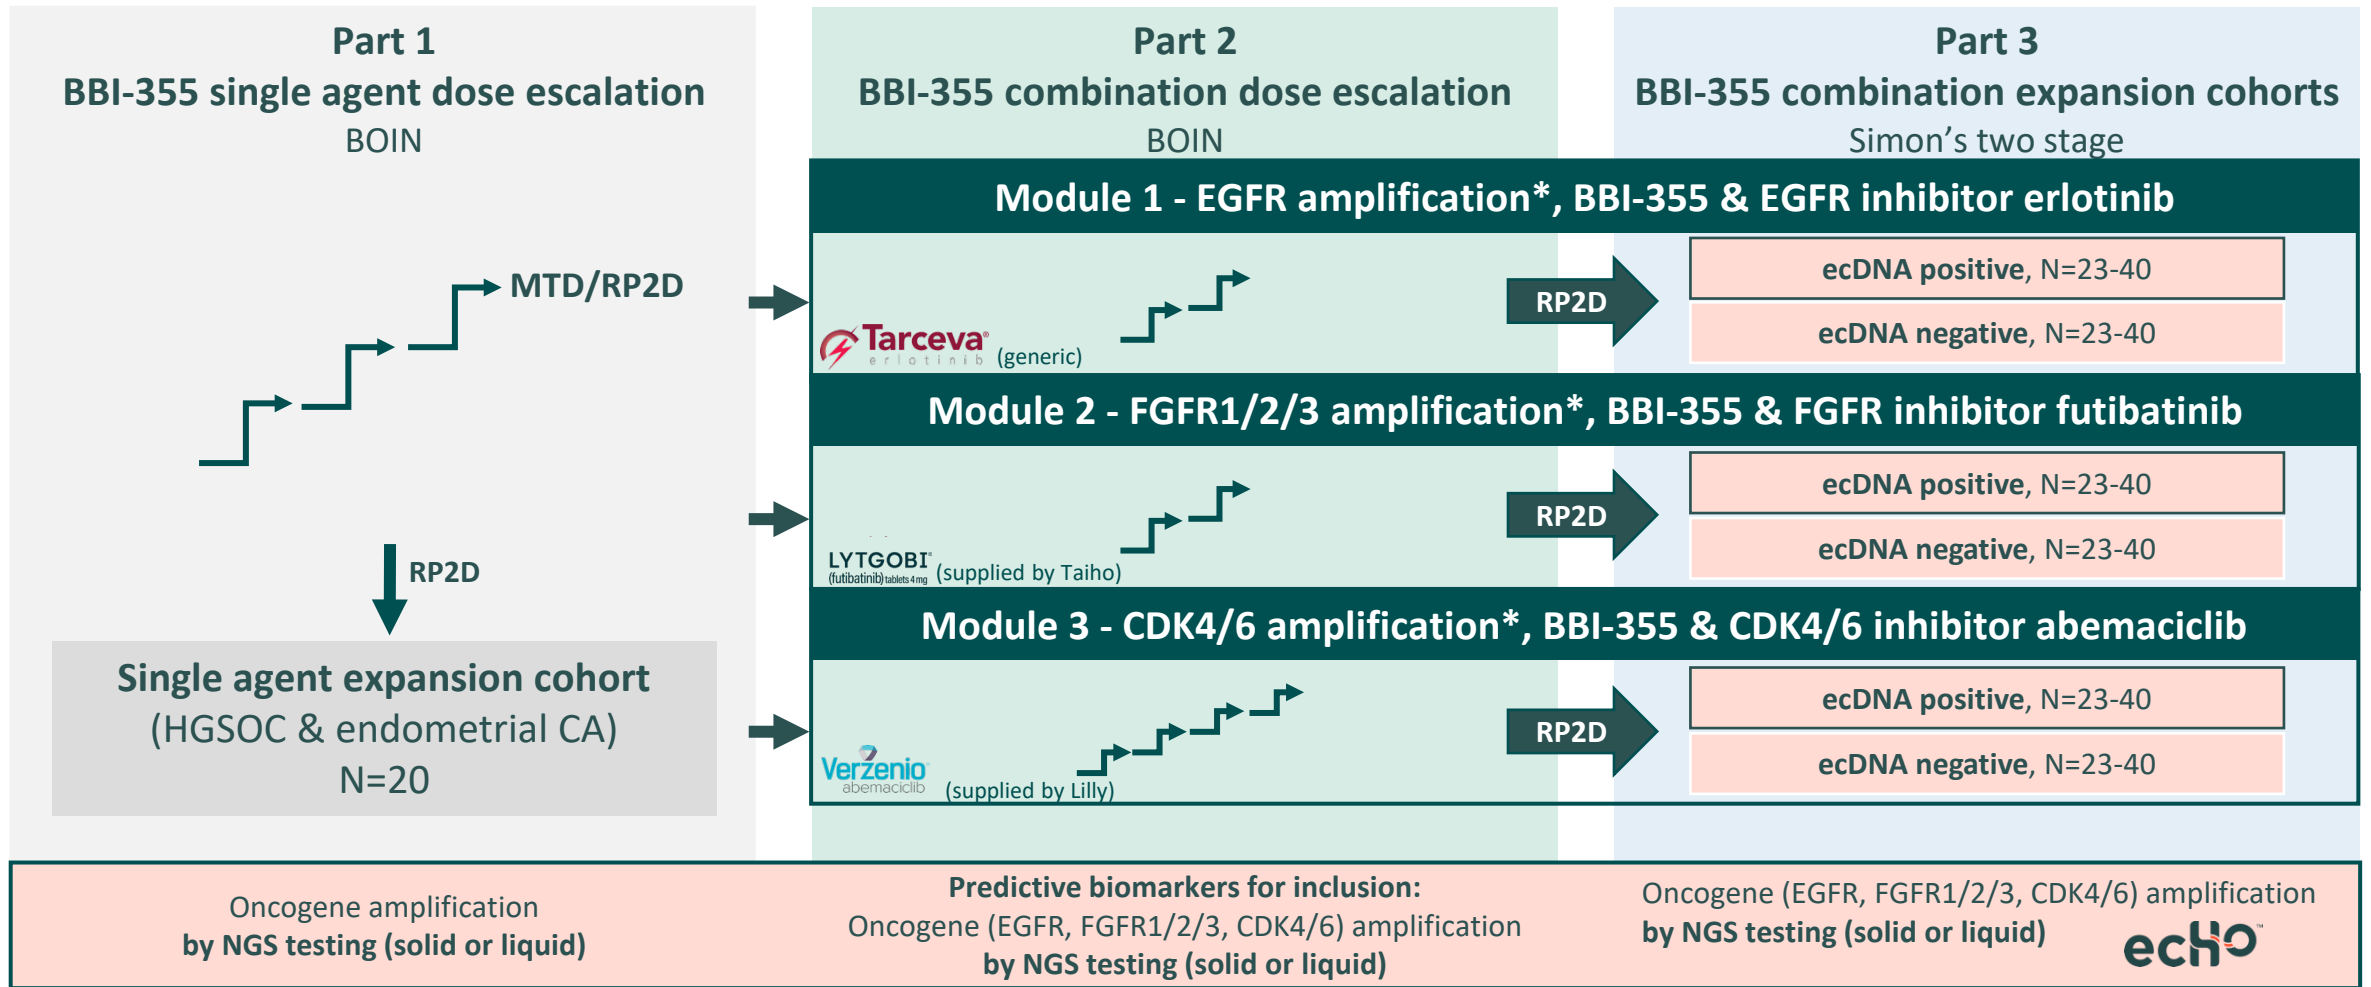 Part 1
BBI-355 single agent dose escalation
BOIN
MTD/RP2D
RP2D
Single agent expansion cohort
(HGSOC & endometrial CA)
N=20
Part 2
BBI-355 combination dose escalation
BOIN
Part 3
BBI-355 combination expansion cohorts
Simon's two stage
Module 1 - EGFR amplification*, BBI-355 & EGFR inhibitor erlotinib
Tarceva®
erlotinib
(generic)
RP2D
ecDNA positive, N=23-40
ecDNA negative, N=23-40
Module 2 - FGFR1/2/3 amplification*, BBI-355 & FGFR inhibitor futibatinib
LYTGOBI®
(futibatinib) tablets 4 mg
(supplied by Taiho)
RP2D
ecDNA positive, N=23-40
ecDNA negative, N=23-40
Module 3 - CDK4/6 amplification*, BBI-355 & CDK4/6 inhibitor abemaciclib
Verzenio
abemaciclib
(supplied by Lilly)
RP2D
ecDNA positive, N=23-40
ecDNA negative, N=23-40
Oncogene amplification
by NGS testing (solid or liquid)
Predictive biomarkers for inclusion:
Oncogene (EGFR, FGFR1/2/3, CDK4/6) amplification
by NGS testing (solid or liquid)
Oncogene (EGFR, FGFR1/2/3, CDK4/6) amplification
by NGS testing (solid or liquid)
ecHO™